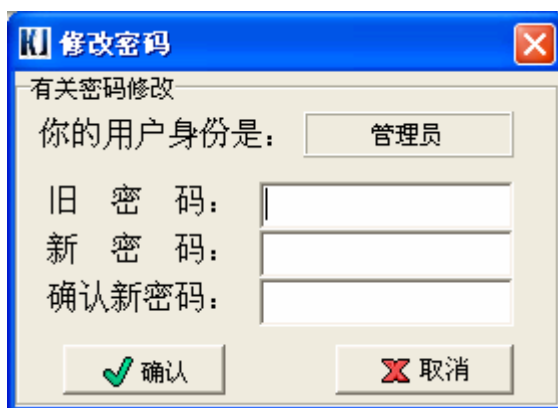 KJ 修改密码
有关密码修改
你的用户身份是： 管理员
旧 密 码：
新 密 码：
确认新密码：
确认 取消